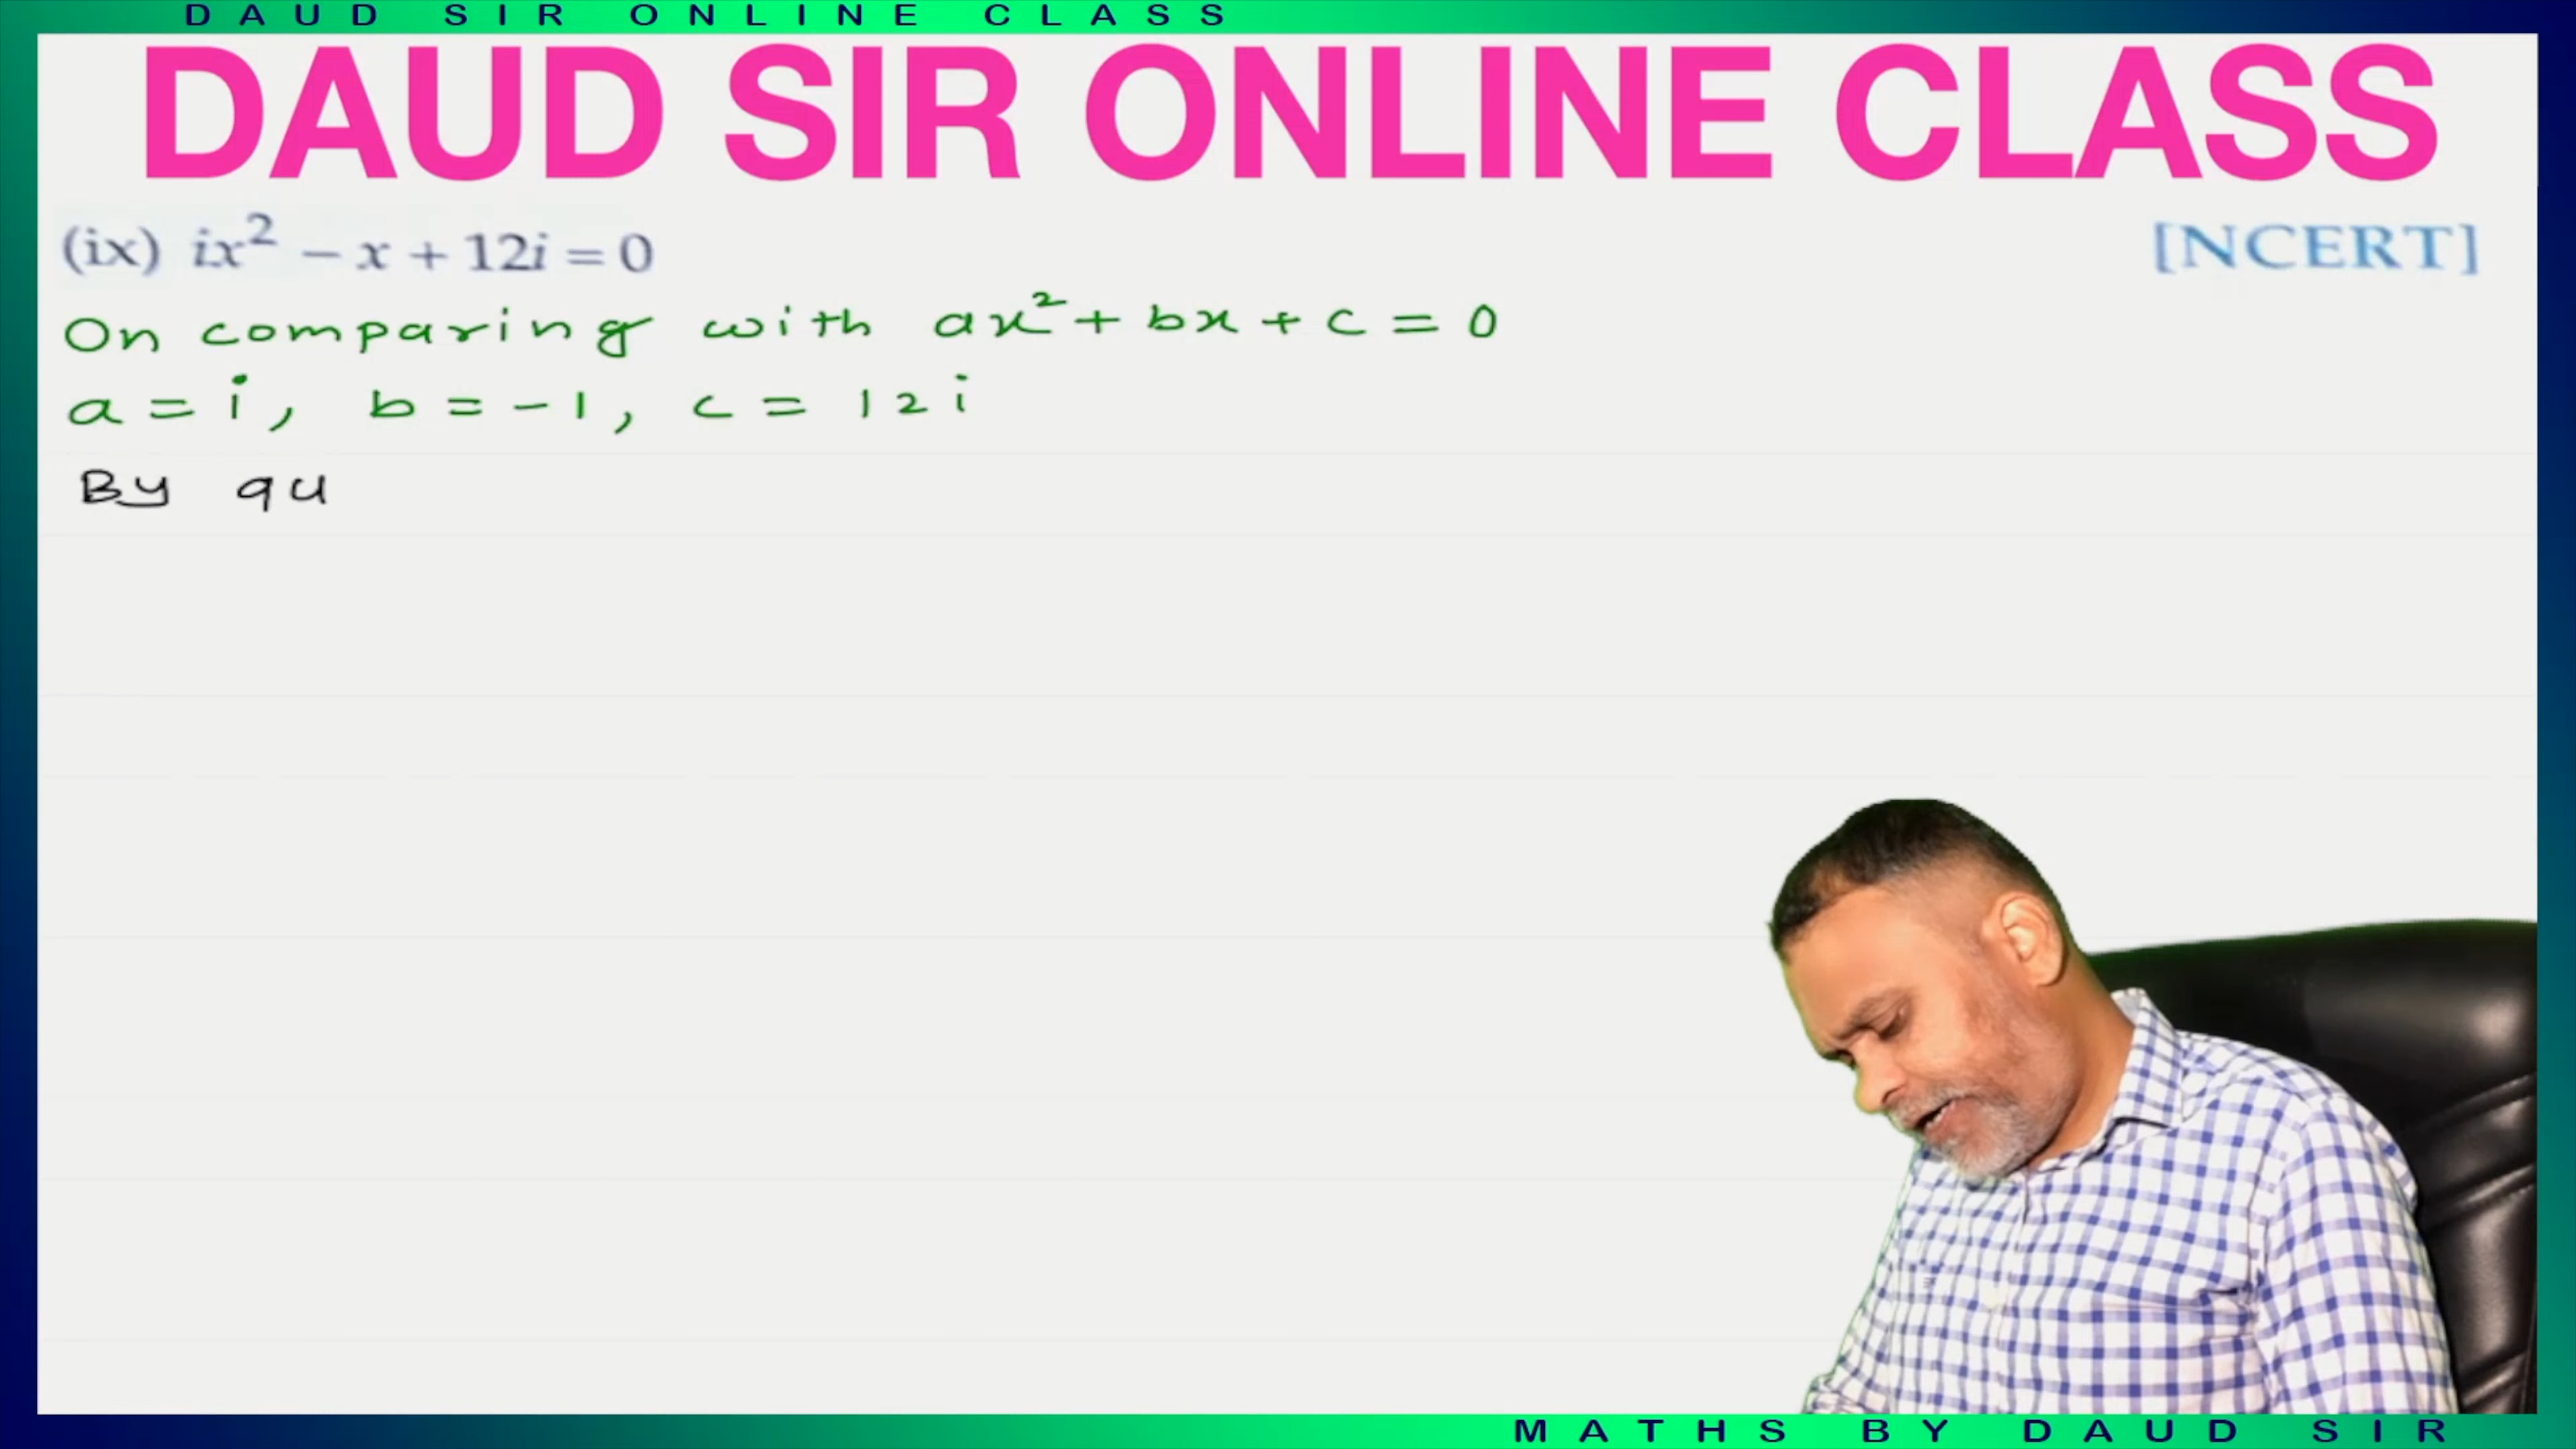 DAUD SIR ONLINE CLASS
DAUD SIR ONLINE CLASS
(ix) ix² – x + 12i = 0 [NCERT]
On comparing with ax² + bx + c = 0
a = i, b = -1, c = 12i
By qu
MATHS BY DAUD SIR